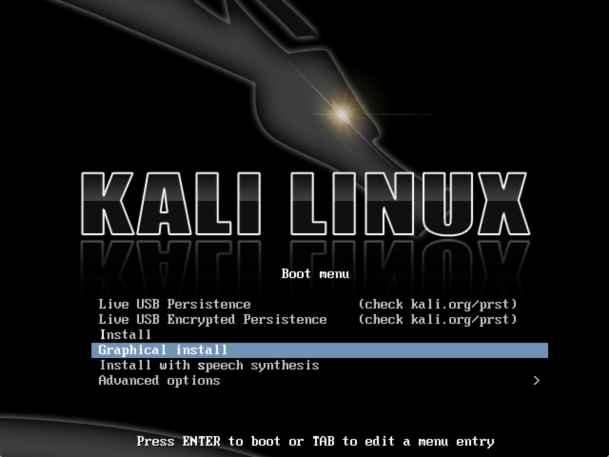 KALI LINUX
Boot menu
Live USB Persistence (check kali.org/prst)
Live USB Encrypted Persistence (check kali.org/prst)
Install
Graphical install
Install with speech synthesis
Advanced options >
Press ENTER to boot or TAB to edit a menu entry